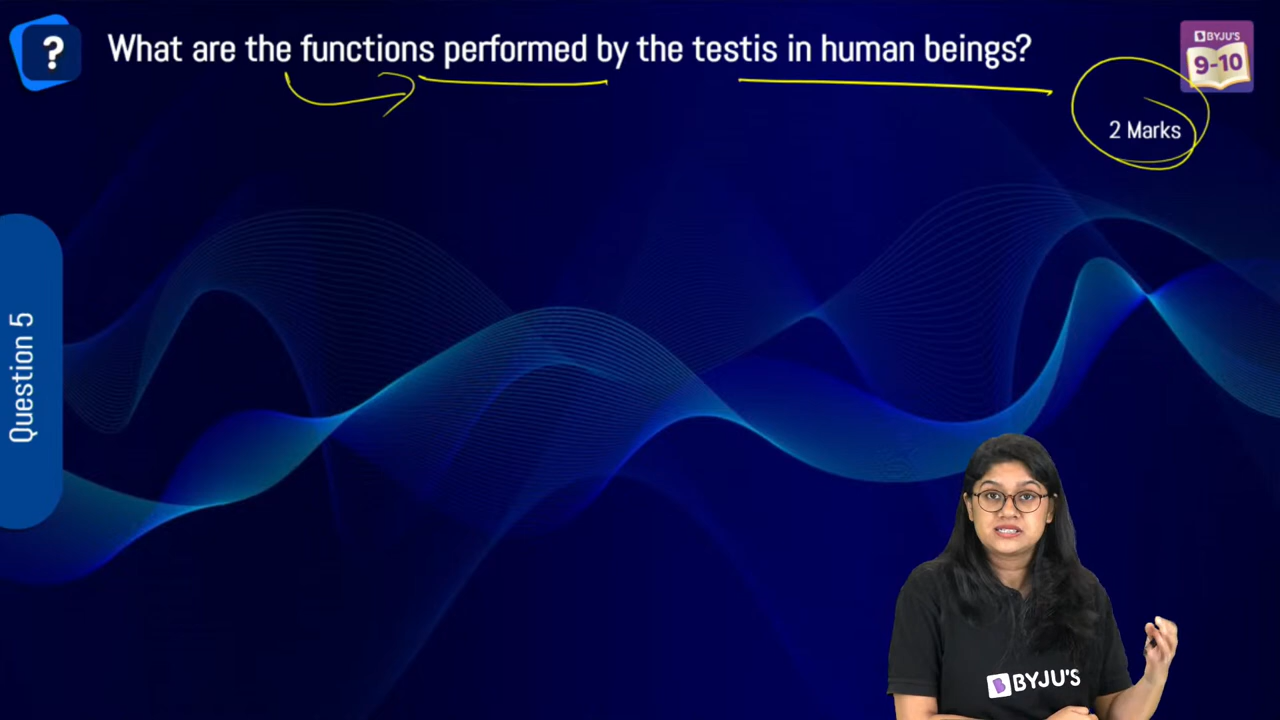 ?
What are the functions performed by the testis in human beings?
BYJU'S
9-10
2 Marks
Question 5
BYJU'S